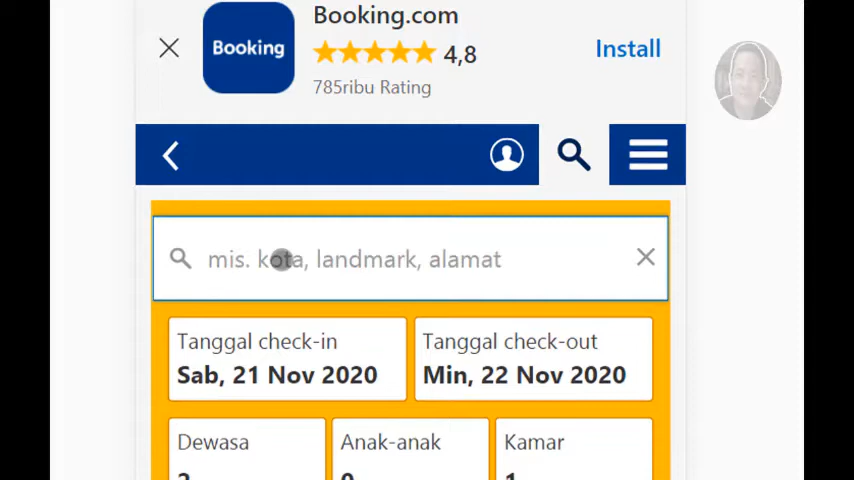 Booking.com
Booking
4,8
Install
785ribu Rating
mis. kota, landmark, alamat
Tanggal check-in
Tanggal check-out
Sab, 21 Nov 2020
Min, 22 Nov 2020
Dewasa
Anak-anak
Kamar